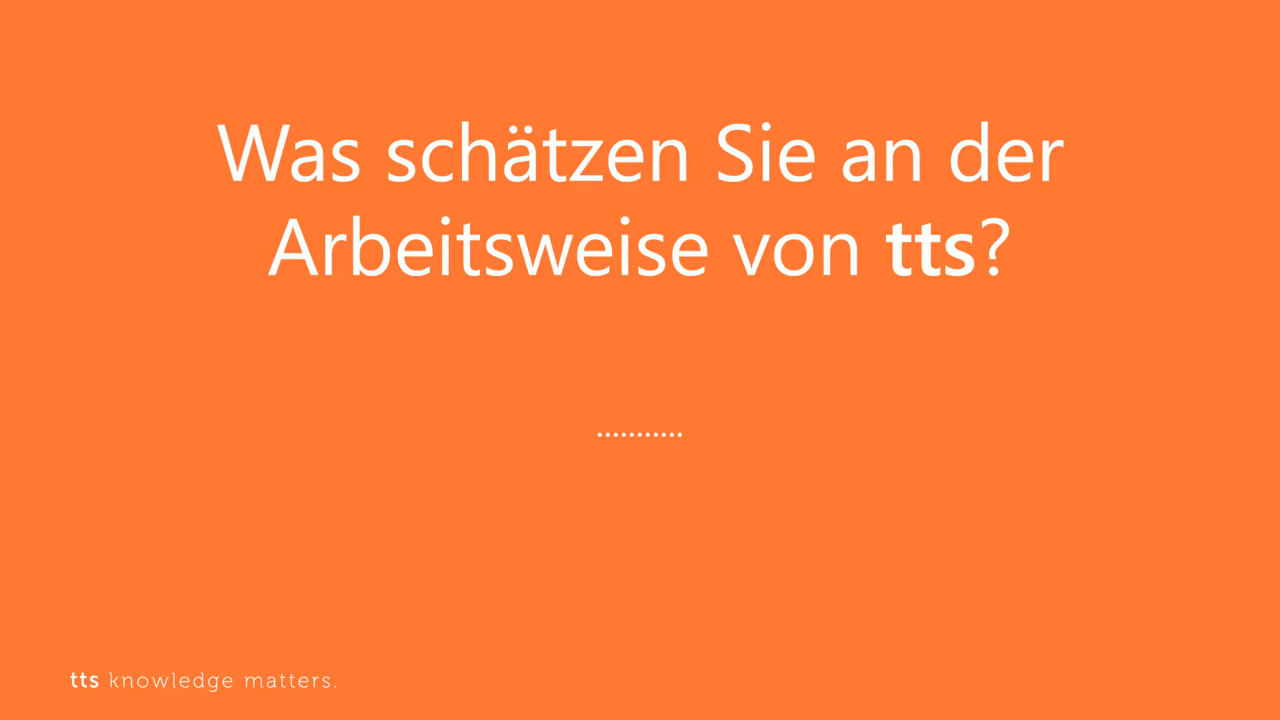 Was schätzen Sie an der
Arbeitsweise von tts?
...........
tts knowledge matters.